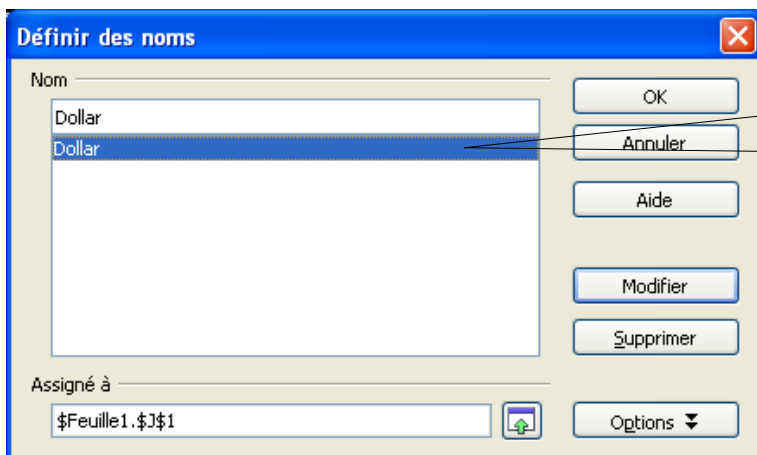 Définir des noms
Nom
Dollar
Dollar
OK
Annuler
Aide
Modifier
Supprimer
Assigné à
$Feuille1.$J$1
Options